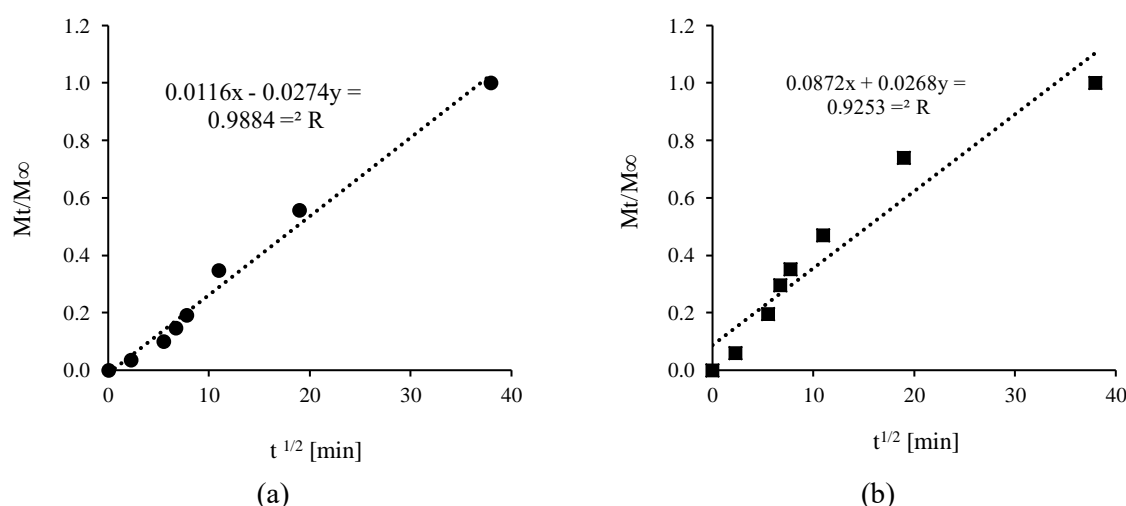 1.2
1.0
0.8
0.6
0.4
0.2
0.0
Mt/M∞
0.0116x - 0.0274y =
0.9884 =² R
0
10
20
30
40
t 1/2 [min]
(a)
1.2
1.0
0.8
0.6
0.4
0.2
0.0
Mt/M∞
0.0872x + 0.0268y =
0.9253 =² R
0
10
20
30
40
t1/2 [min]
(b)